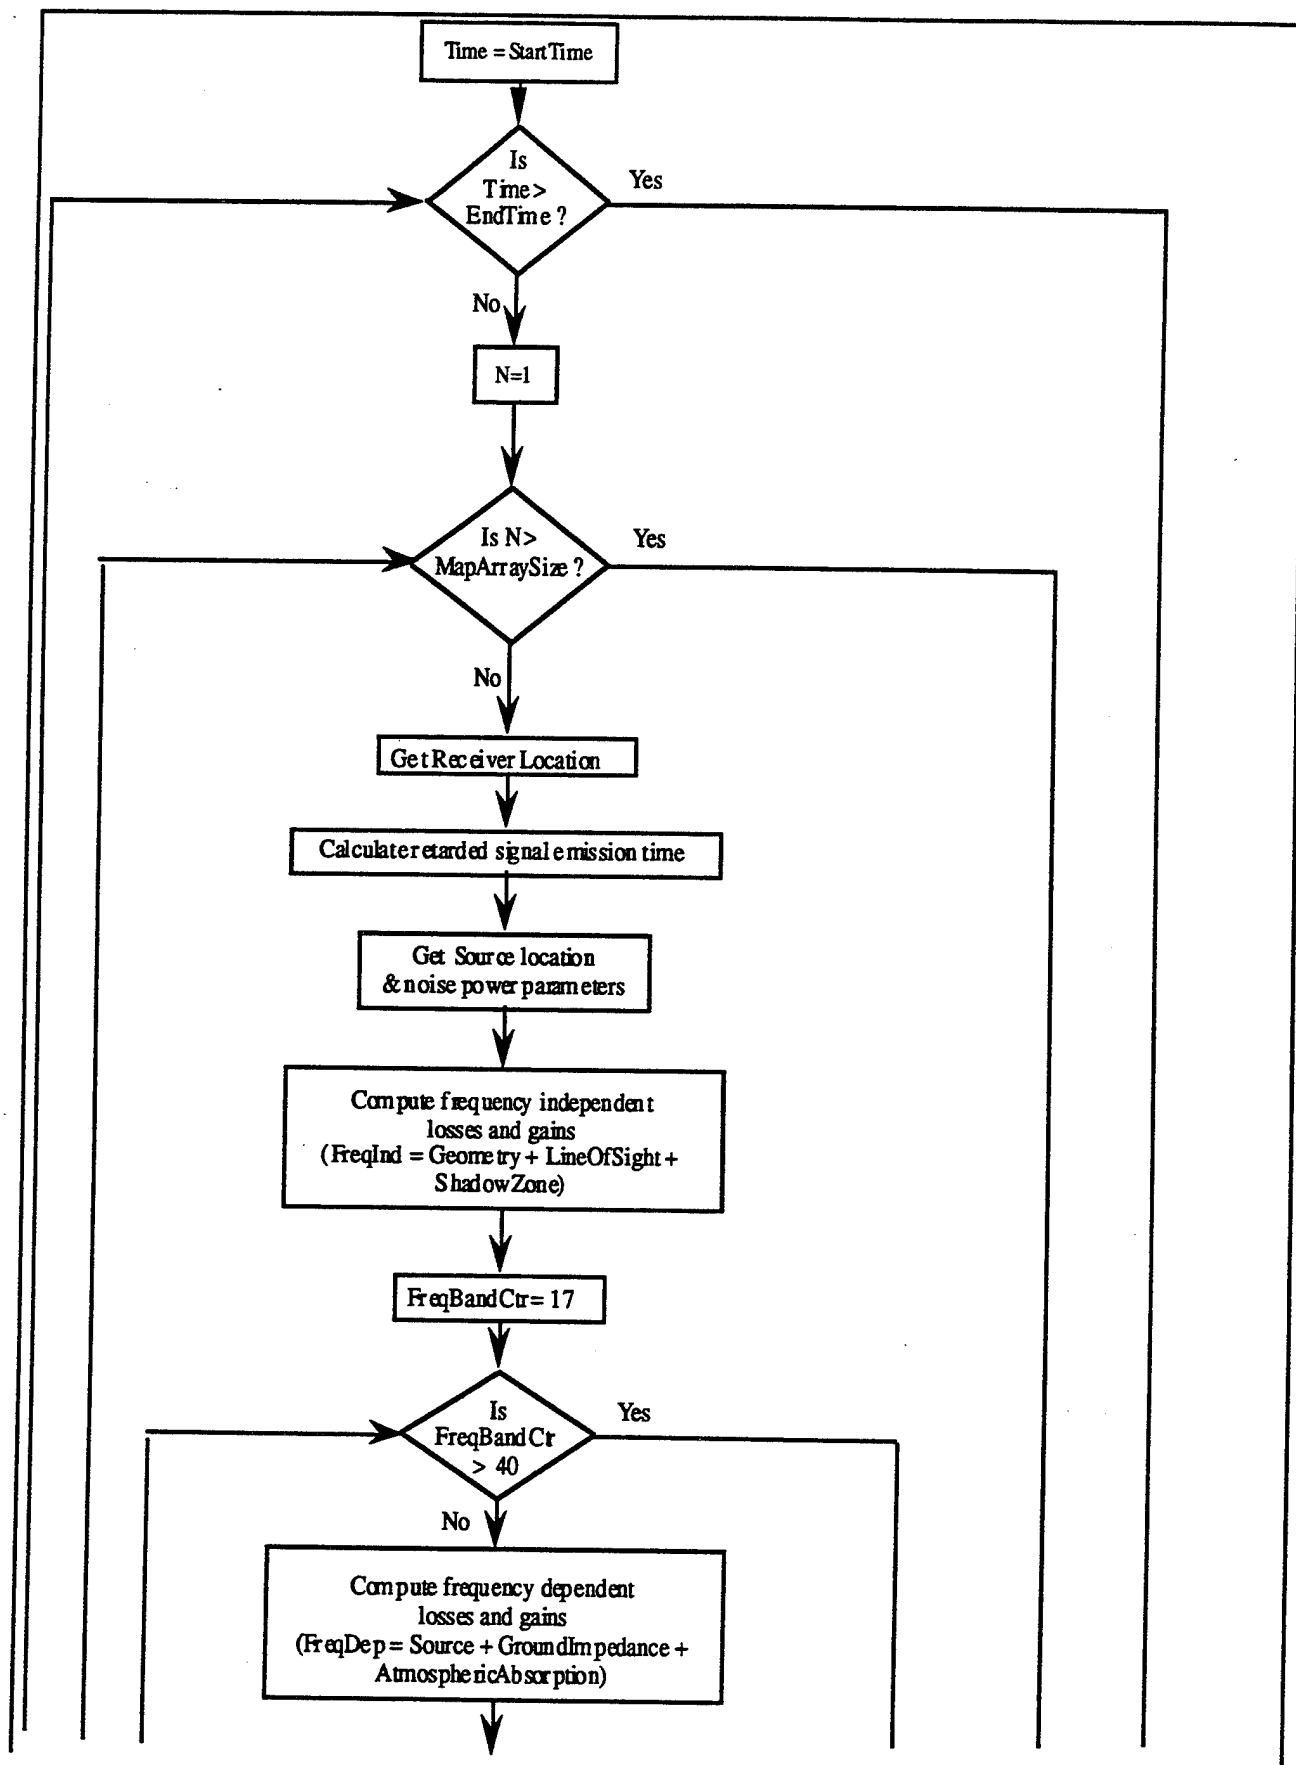 Time = StartTime
Is
Time >
EndTime ?
Yes
No
N=1
Is N>
MapArraySize ?
Yes
No
Get Receiver Location
Calculate retarded signal emission time
Get Source location
& noise power parameters
Compute frequency independent
losses and gains
(FreqInd = Geometry + LineOfSight +
ShadowZone)
FreqBandCtr = 17
Is
FreqBandCtr
> 40
Yes
No
Compute frequency dependent
losses and gains
(FreqDep = Source + GroundImpedance +
AtmosphericAbsorption)